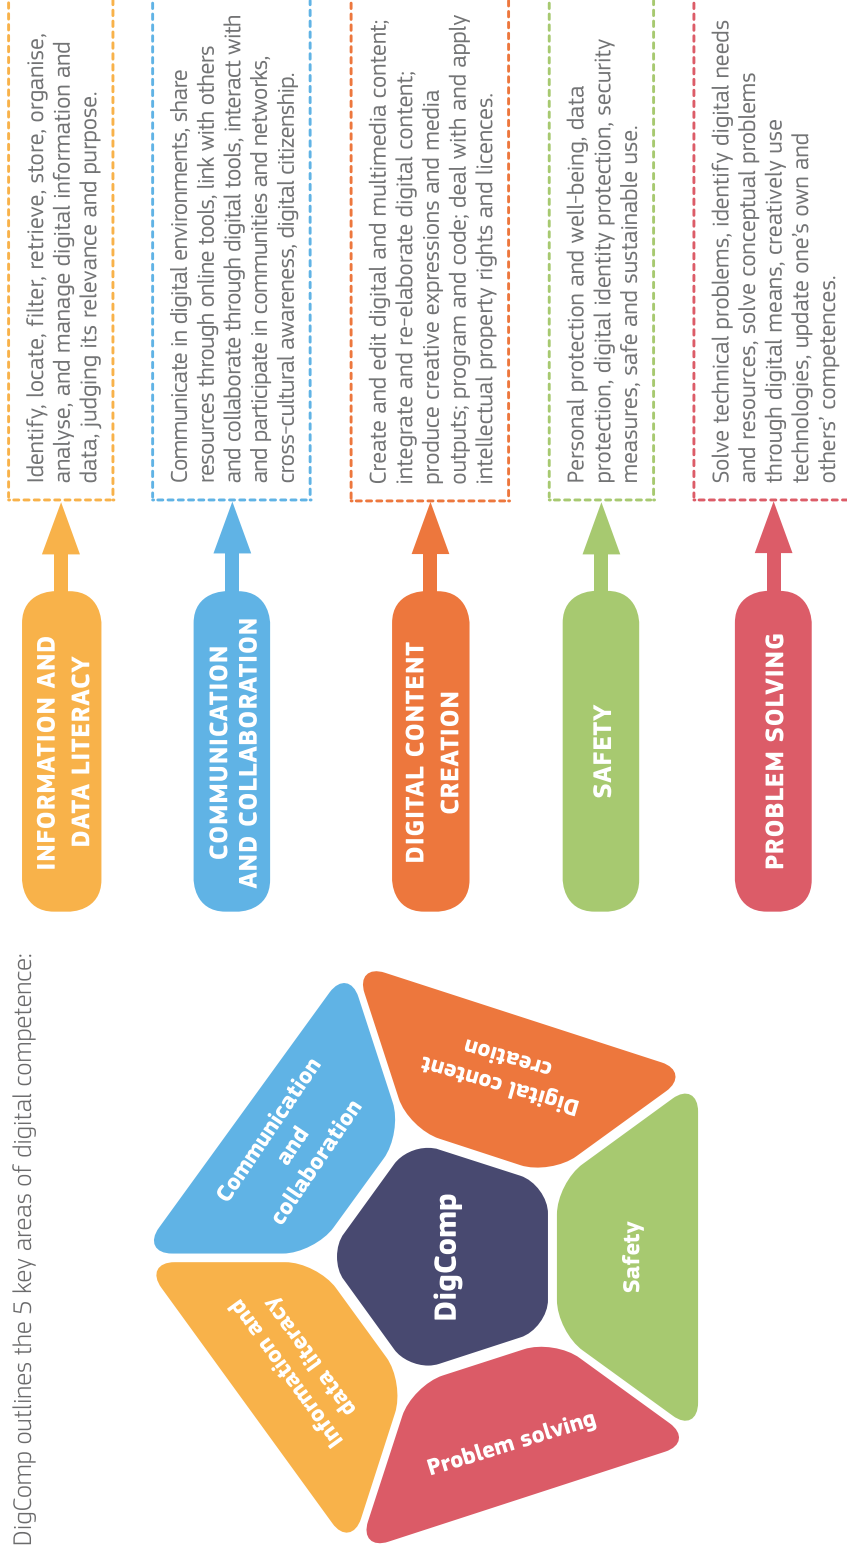 DigComp outlines the 5 key areas of digital competence:
Information and
data literacy
Communication
and
collaboration
Digital content
creation
Safety
Problem solving
DigComp
INFORMATION AND
DATA LITERACY
Identify, locate, filter, retrieve, store, organise,
analyse, and manage digital information and
data, judging its relevance and purpose.
COMMUNICATION
AND COLLABORATION
Communicate in digital environments, share
resources through online tools, link with others
and collaborate through digital tools, interact with
and participate in communities and networks,
cross-cultural awareness, digital citizenship.
DIGITAL CONTENT
CREATION
Create and edit digital and multimedia content;
integrate and re-elaborate digital content;
produce creative expressions and media
outputs; program and code; deal with and apply
intellectual property rights and licences.
SAFETY
Personal protection and well-being, data
protection, digital identity protection, security
measures, safe and sustainable use.
PROBLEM SOLVING
Solve technical problems, identify digital needs
and resources, solve conceptual problems
through digital means, creatively use
technologies, update one’s own and
others’ competences.